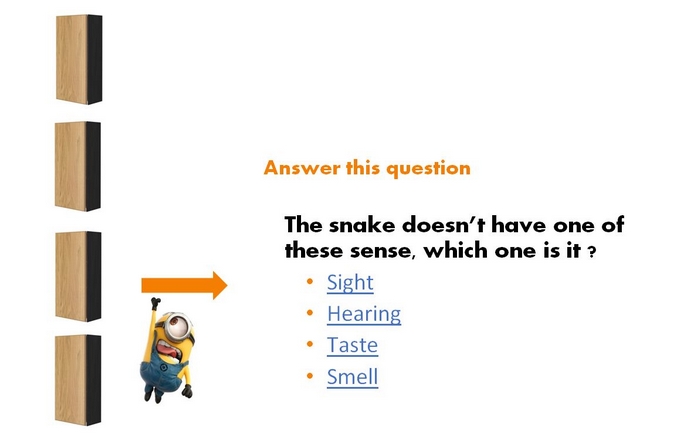 Answer this question
The snake doesn't have one of
these sense, which one is it ?
• Sight
• Hearing
• Taste
• Smell